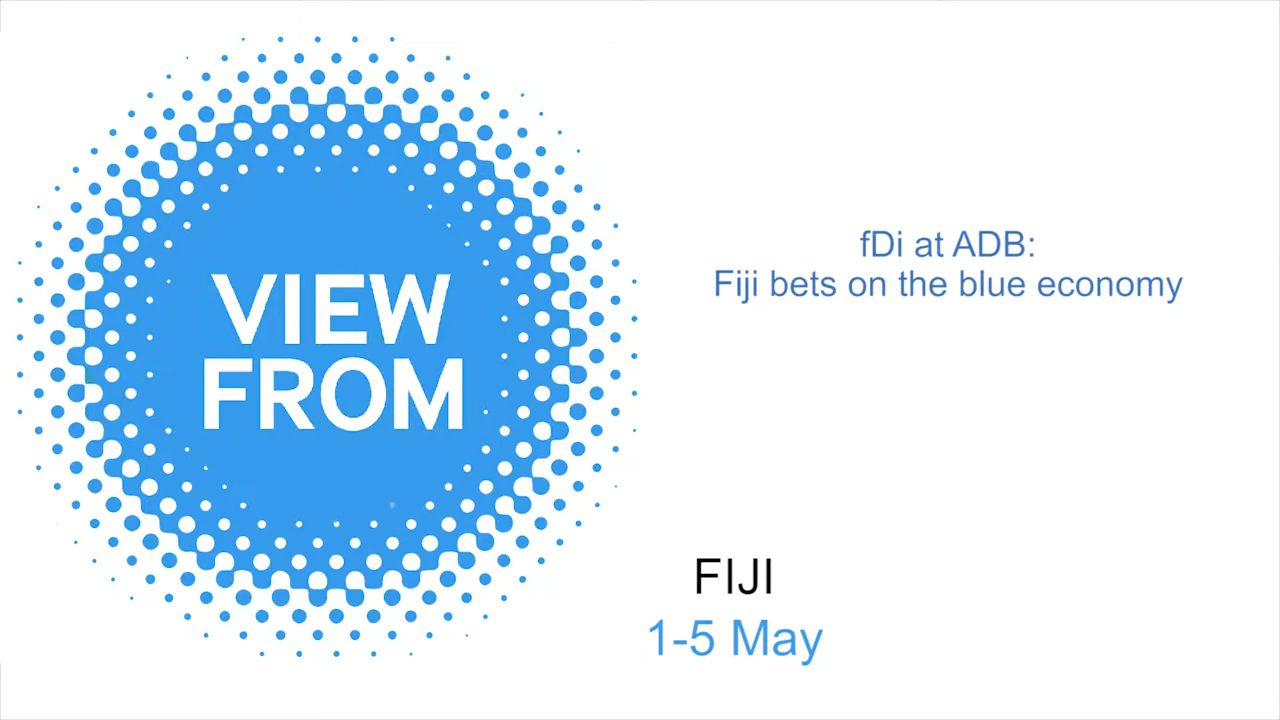 VIEW
FROM
fDi at ADB:
Fiji bets on the blue economy
FIJI
1-5 May